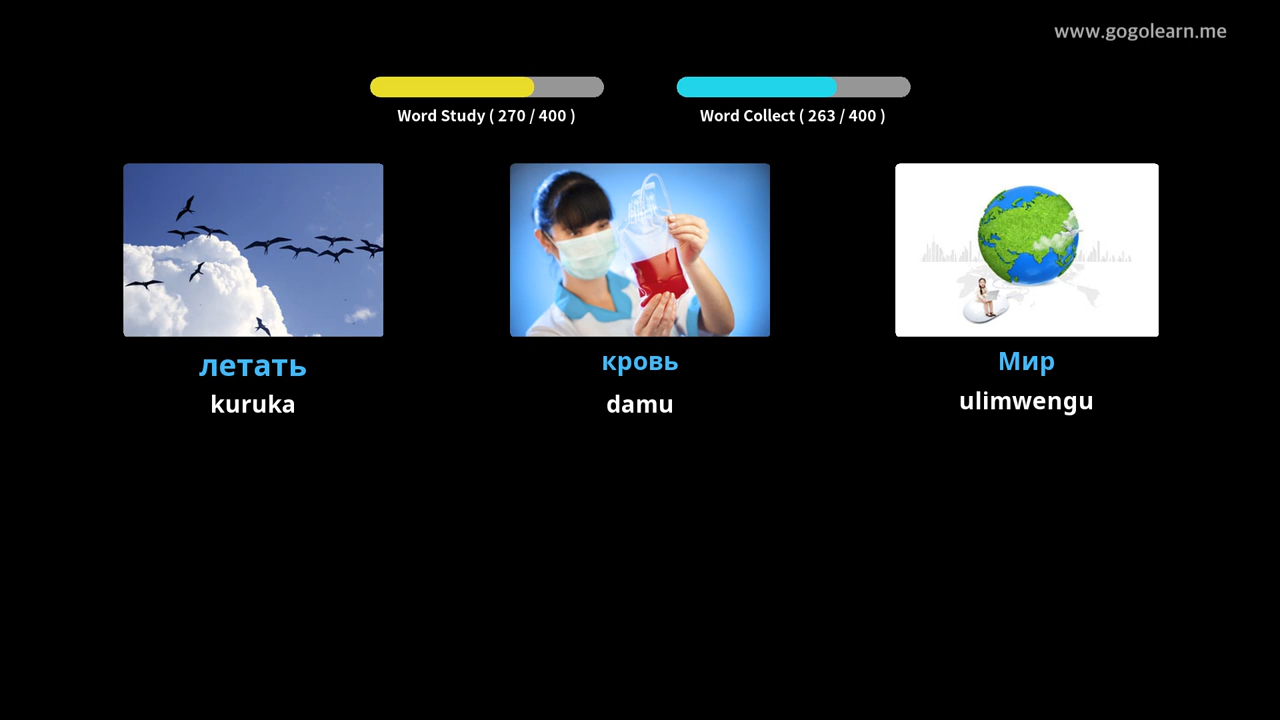 www.gogolearn.me
Word Study ( 270 / 400 )
Word Collect ( 263 / 400 )
летать
kuruka
кровь
damu
Мир
ulimwengu